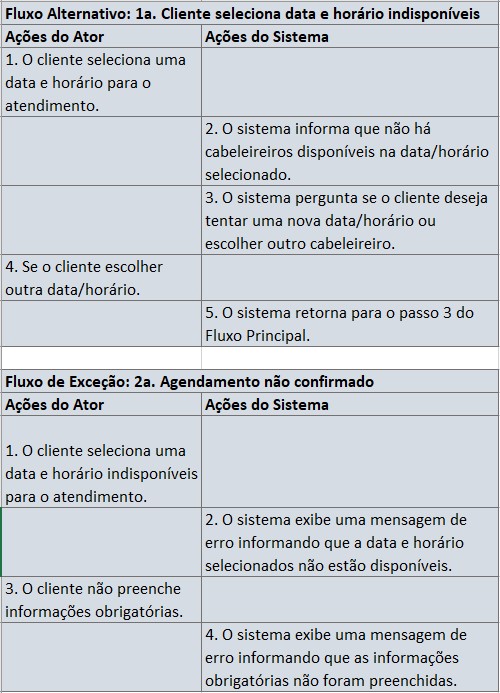 Fluxo Alternativo: 1a. Cliente seleciona data e horário indisponíveis
Ações do Ator
Ações do Sistema
1. O cliente seleciona uma
data e horário para o
atendimento.
2. O sistema informa que não há
cabeleireiros disponíveis na data/horário
selecionado.
3. O sistema pergunta se o cliente deseja
tentar uma nova data/horário ou
escolher outro cabeleireiro.
4. Se o cliente escolher
outra data/horário.
5. O sistema retorna para o passo 3 do
Fluxo Principal.
Fluxo de Exceção: 2a. Agendamento não confirmado
Ações do Ator
Ações do Sistema
1. O cliente seleciona uma
data e horário indisponíveis
para o atendimento.
2. O sistema exibe uma mensagem de
erro informando que a data e horário
selecionados não estão disponíveis.
3. O cliente não preenche
informações obrigatórias.
4. O sistema exibe uma mensagem de
erro informando que as informações
obrigatórias não foram preenchidas.